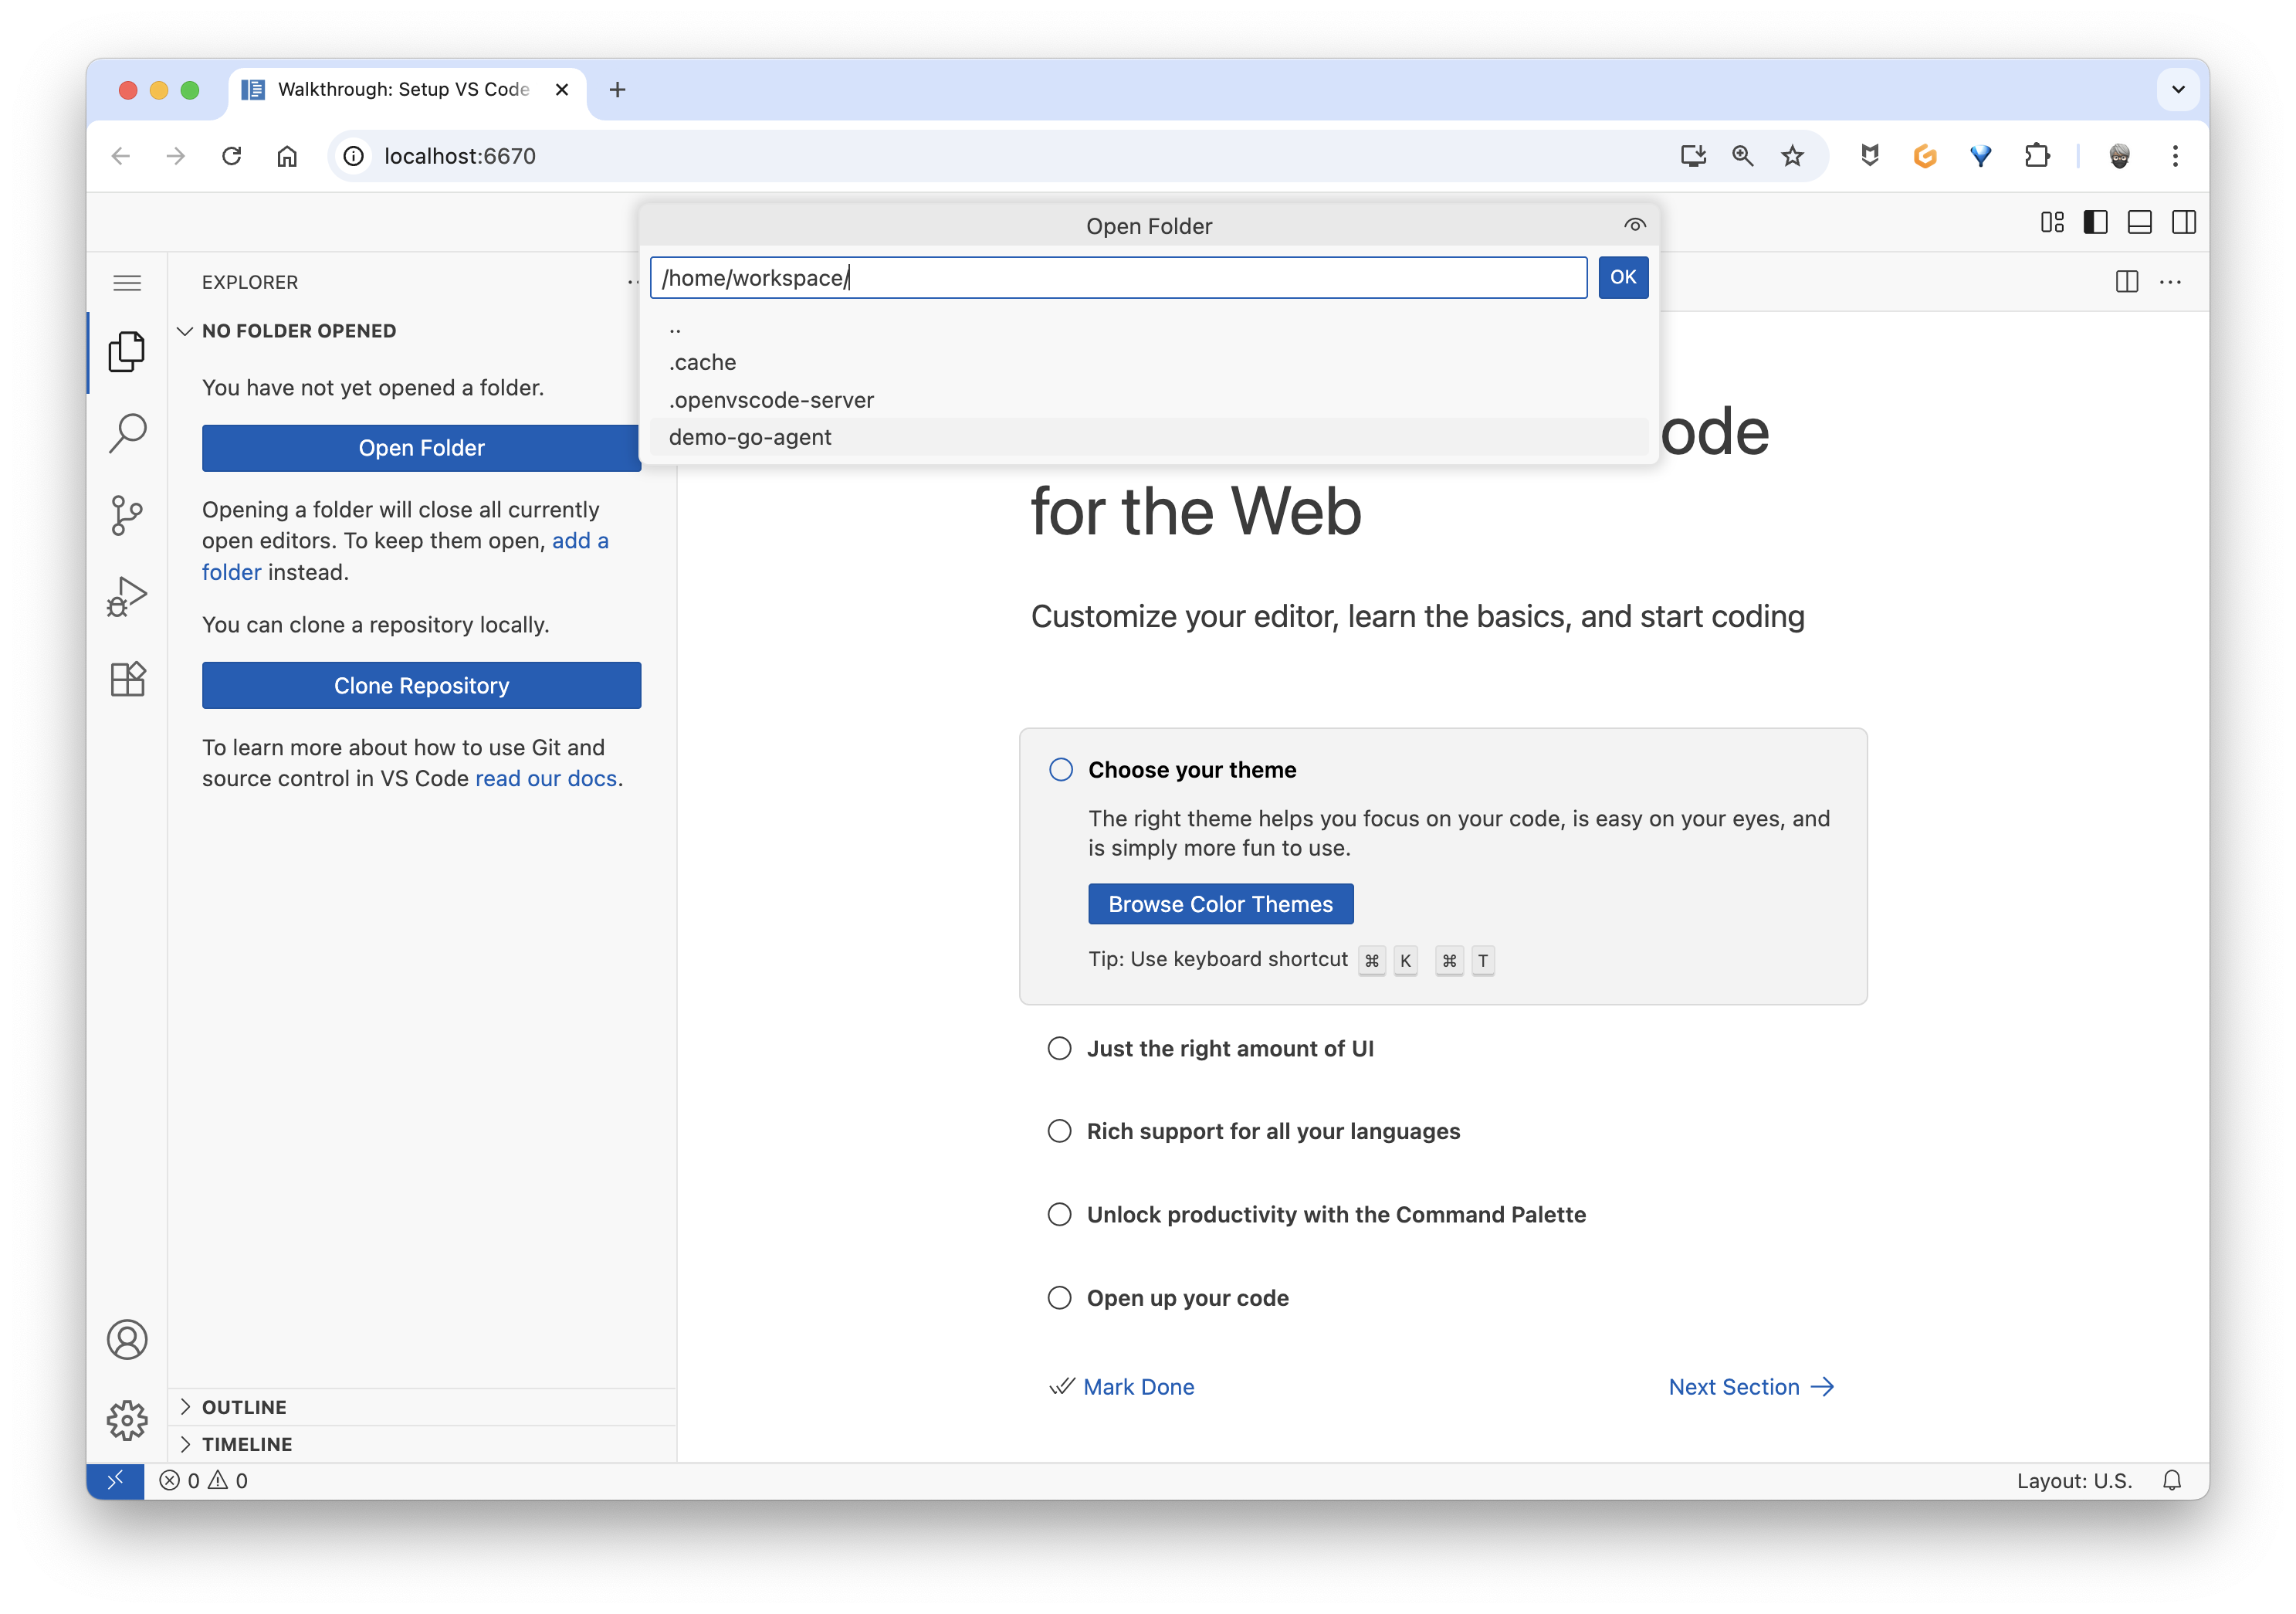 Walkthrough: Setup VS Code
localhost:6670
Open Folder
/home/workspace/
OK
..
.cache
.openvscode-server
demo-go-agent
EXPLORER
NO FOLDER OPENED
You have not yet opened a folder.
Open Folder
Opening a folder will close all currently
open editors. To keep them open, add a
folder instead.
You can clone a repository locally.
Clone Repository
To learn more about how to use Git and
source control in VS Code read our docs.
OUTLINE
TIMELINE
ode
for the Web
Customize your editor, learn the basics, and start coding
Choose your theme
The right theme helps you focus on your code, is easy on your eyes, and
is simply more fun to use.
Browse Color Themes
Tip: Use keyboard shortcut ⌘ K ⌘ T
Just the right amount of UI
Rich support for all your languages
Unlock productivity with the Command Palette
Open up your code
Mark Done
Next Section
0 0
Layout: U.S.